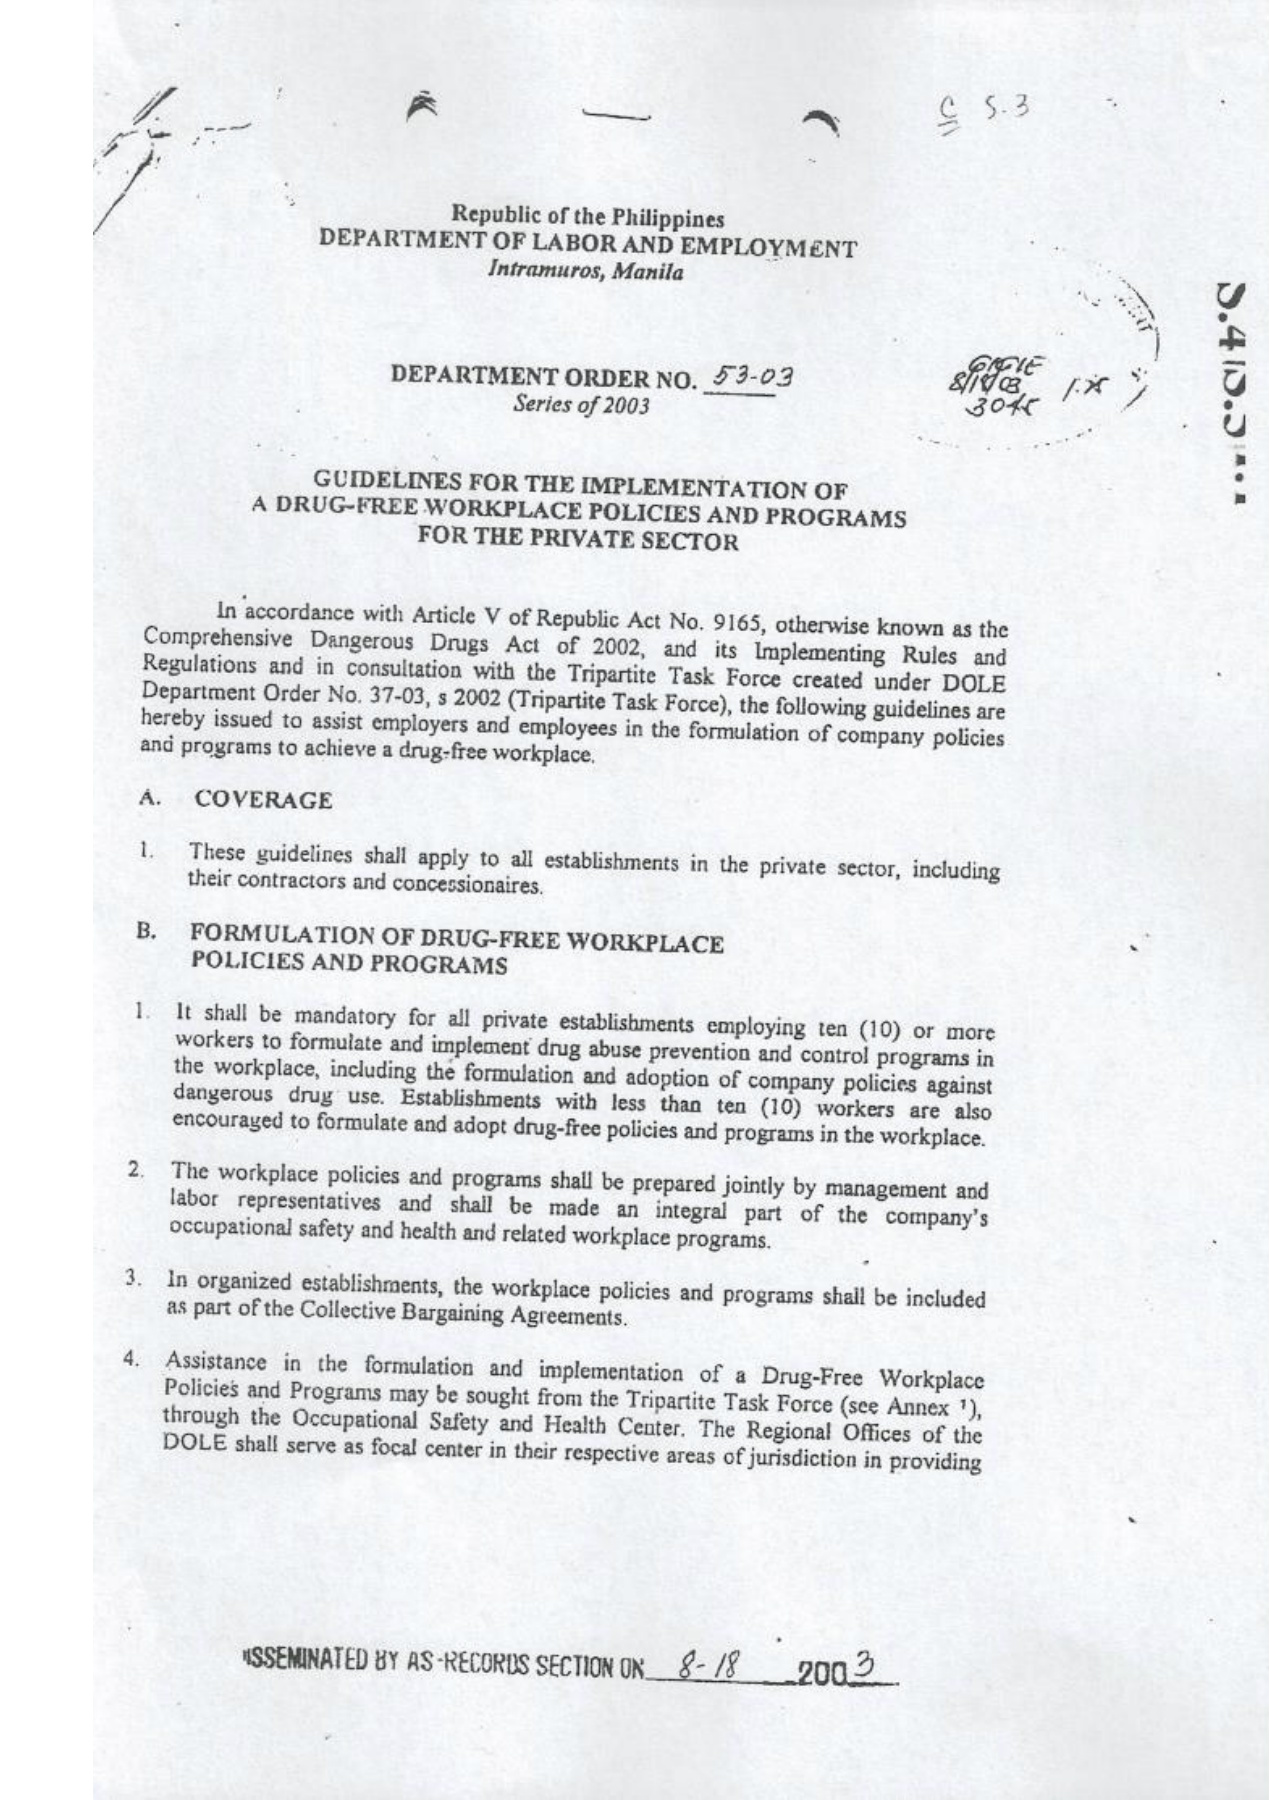 C 5.3
Republic of the Philippines
DEPARTMENT OF LABOR AND EMPLOYMENT
Intramuros, Manila
DEPARTMENT ORDER NO. 53-03
Series of 2003
3045
GUIDELINES FOR THE IMPLEMENTATION OF
A DRUG-FREE WORKPLACE POLICIES AND PROGRAMS
FOR THE PRIVATE SECTOR
In accordance with Article V of Republic Act No. 9165, otherwise known as the
Comprehensive Dangerous Drugs Act of 2002, and its Implementing Rules and
Regulations and in consultation with the Tripartite Task Force created under DOLE
Department Order No. 37-03, s 2002 (Tripartite Task Force), the following guidelines are
hereby issued to assist employers and employees in the formulation of company policies
and programs to achieve a drug-free workplace.
A. COVERAGE
1. These guidelines shall apply to all establishments in the private sector, including
their contractors and concessionaires.
B. FORMULATION OF DRUG-FREE WORKPLACE
POLICIES AND PROGRAMS
1. It shall be mandatory for all private establishments employing ten (10) or more
workers to formulate and implement drug abuse prevention and control programs in
the workplace, including the formulation and adoption of company policies against
dangerous drug use. Establishments with less than ten (10) workers are also
encouraged to formulate and adopt drug-free policies and programs in the workplace.
2. The workplace policies and programs shall be prepared jointly by management and
labor representatives and shall be made an integral part of the company's
occupational safety and health and related workplace programs.
3. In organized establishments, the workplace policies and programs shall be included
as part of the Collective Bargaining Agreements.
4. Assistance in the formulation and implementation of a Drug-Free Workplace
Policies and Programs may be sought from the Tripartite Task Force (see Annex ¹),
through the Occupational Safety and Health Center. The Regional Offices of the
DOLE shall serve as focal center in their respective areas of jurisdiction in providing
ISSEMINATED BY AS-RECORDS SECTION ON 8-18 2003